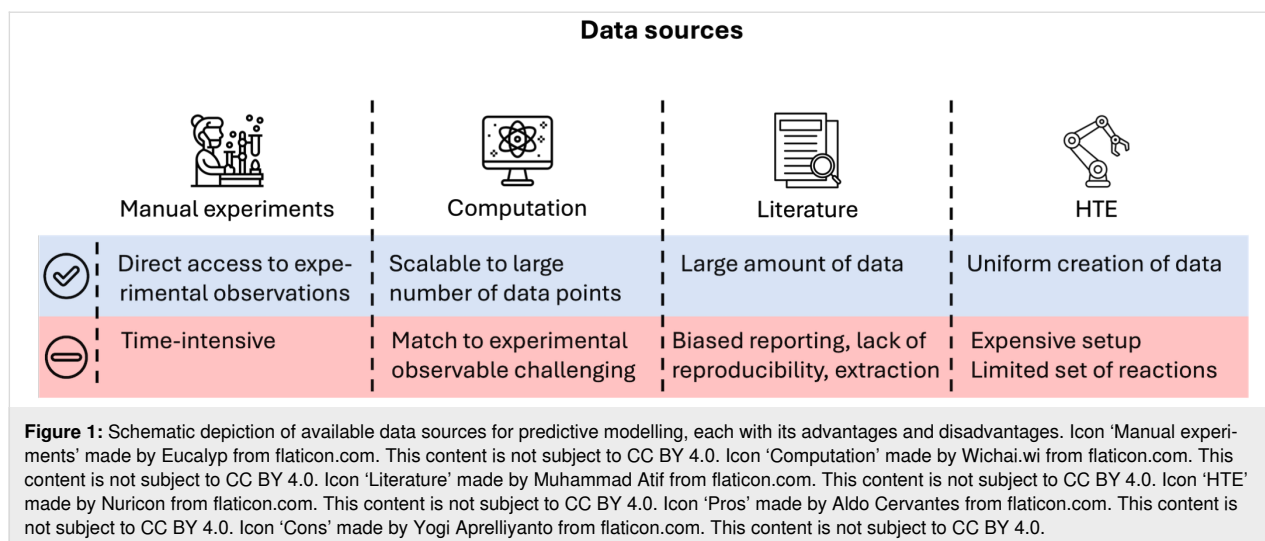 Data sources
Manual experiments
Computation
Literature
HTE
Direct access to expe-
rimental observations
Scalable to large
number of data points
Large amount of data
Uniform creation of data
Time-intensive
Match to experimental
observable challenging
Biased reporting, lack of
reproducibility, extraction
Expensive setup
Limited set of reactions
Figure 1: Schematic depiction of available data sources for predictive modelling, each with its advantages and disadvantages. Icon ‘Manual experi-
ments’ made by Eucalyp from flaticon.com. This content is not subject to CC BY 4.0. Icon ‘Computation’ made by Wichai.wi from flaticon.com. This
content is not subject to CC BY 4.0. Icon ‘Literature’ made by Muhammad Atif from flaticon.com. This content is not subject to CC BY 4.0. Icon ‘HTE’
made by Nuricon from flaticon.com. This content is not subject to CC BY 4.0. Icon ‘Pros’ made by Aldo Cervantes from flaticon.com. This content is
not subject to CC BY 4.0. Icon ‘Cons’ made by Yogi Aprelliyanto from flaticon.com. This content is not subject to CC BY 4.0.